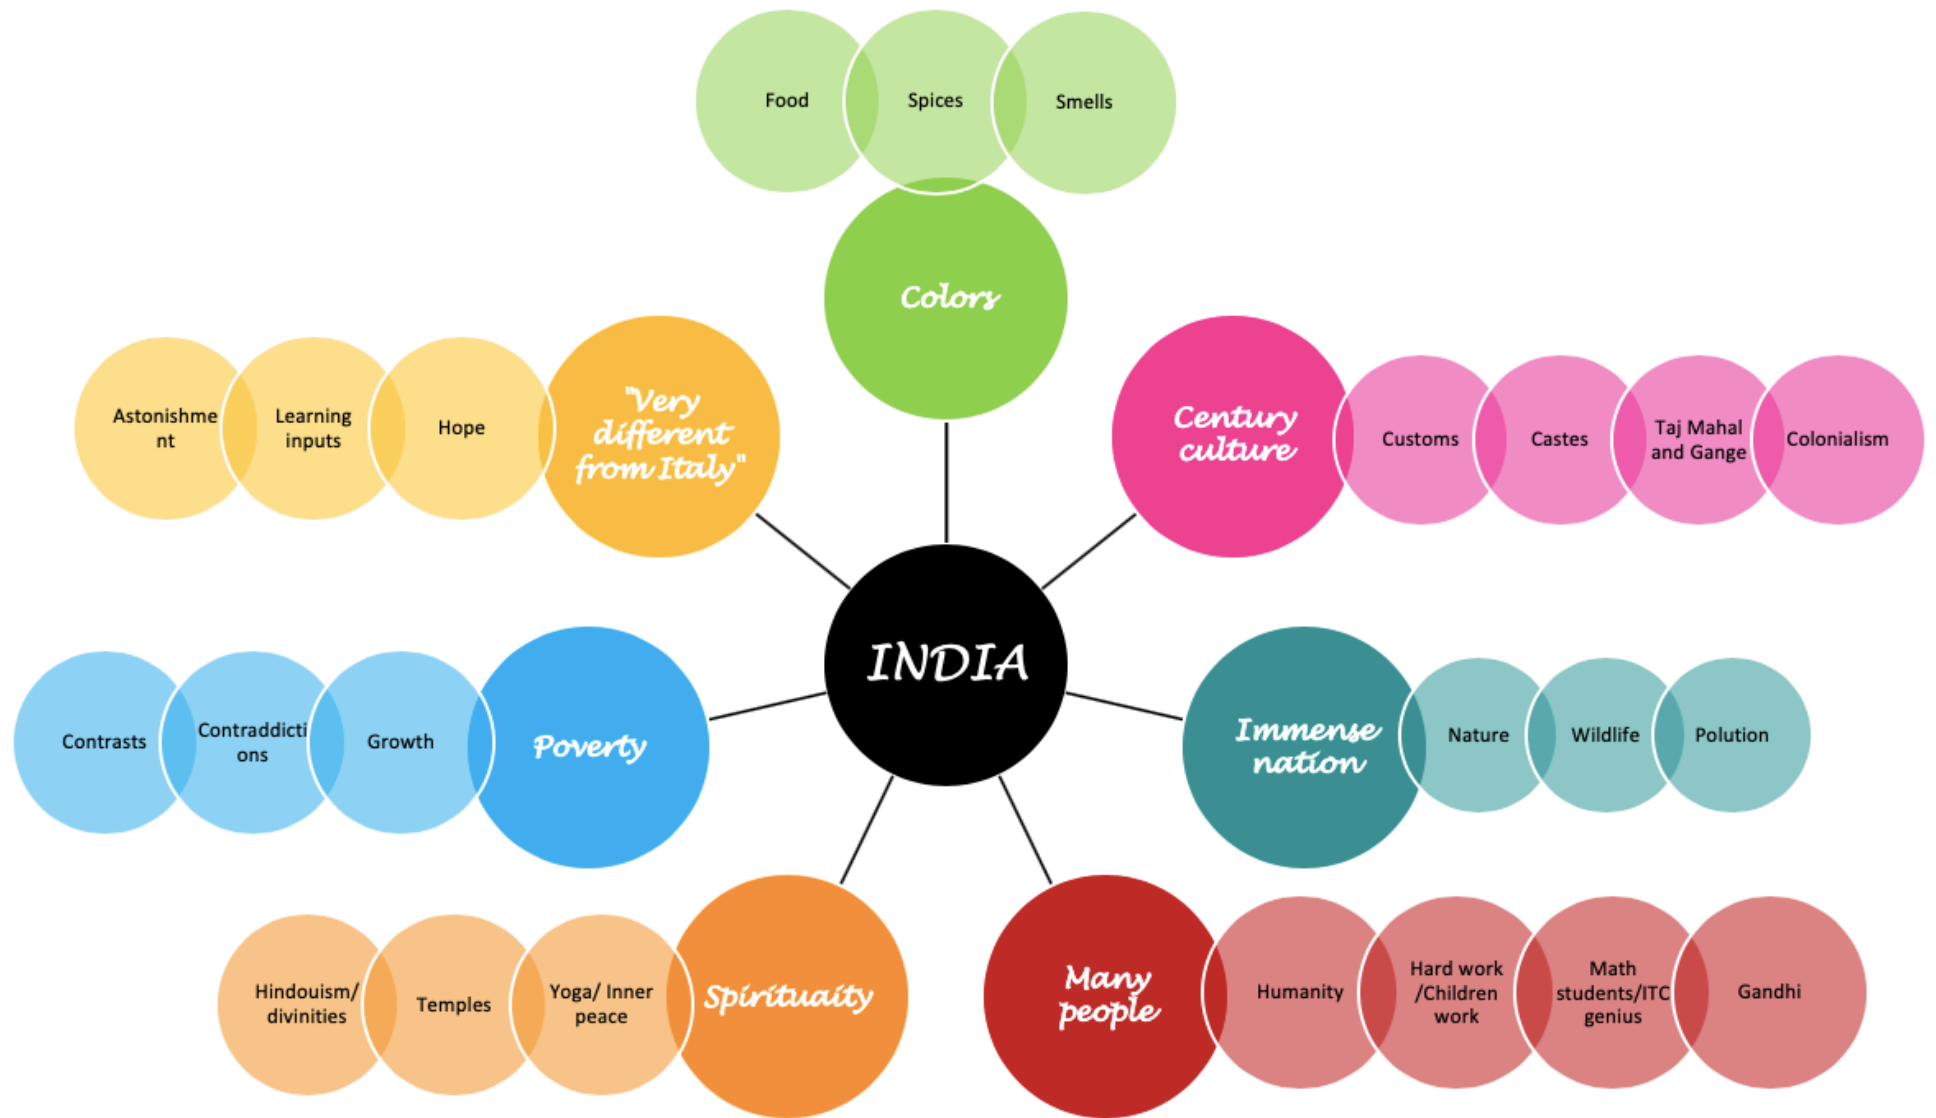 Food
Spices
Smells
Colors
Astonishme
nt
Learning
inputs
Hope
"Very
different
from Italy"
Century
culture
Customs
Castes
Taj Mahal
and Gange
Colonialism
INDIA
Contrasts
Contraddicti
ons
Growth
Poverty
Immense
nation
Nature
Wildlife
Polution
Hindouism/
divinities
Temples
Yoga/ Inner
peace
Spirituaity
Many
people
Humanity
Hard work
/Children
work
Math
students/ITC
genius
Gandhi